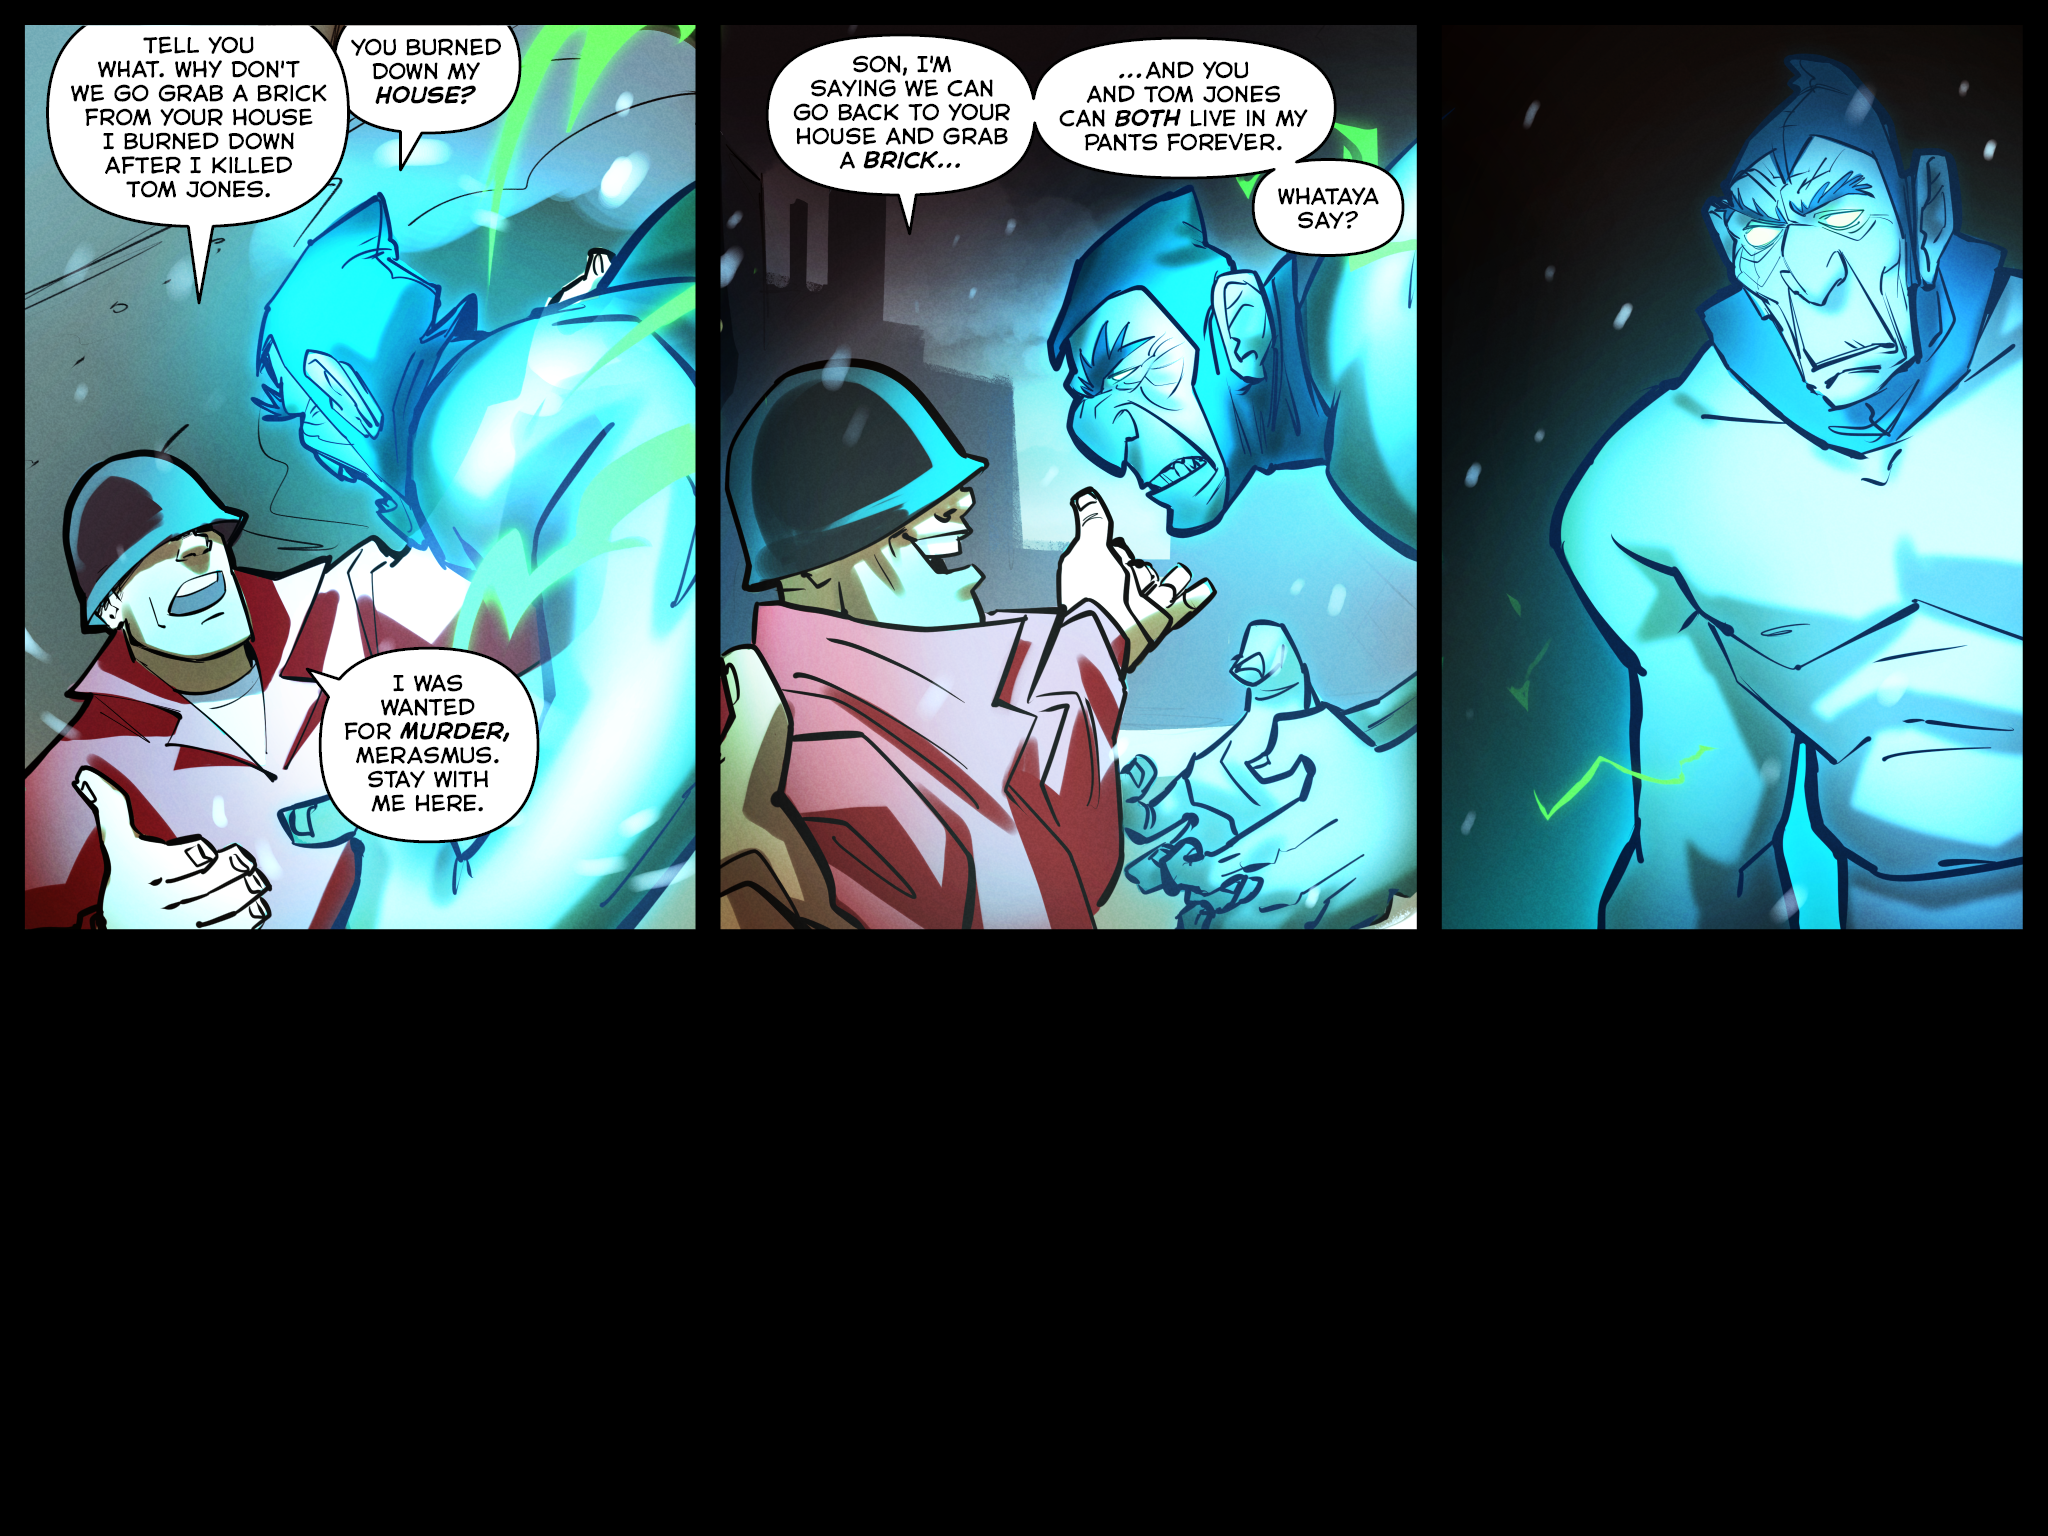 TELL YOU
WHAT. WHY DON'T
WE GO GRAB A BRICK
FROM YOUR HOUSE
I BURNED DOWN
AFTER I KILLED
TOM JONES.
YOU BURNED
DOWN MY
HOUSE?
I WAS
WANTED
FOR MURDER,
MERASMUS.
STAY WITH
ME HERE.
SON, I'M
SAYING WE CAN
GO BACK TO YOUR
HOUSE AND GRAB
A BRICK...
...AND YOU
AND TOM JONES
CAN BOTH LIVE IN MY
PANTS FOREVER.
WHATAYA
SAY?